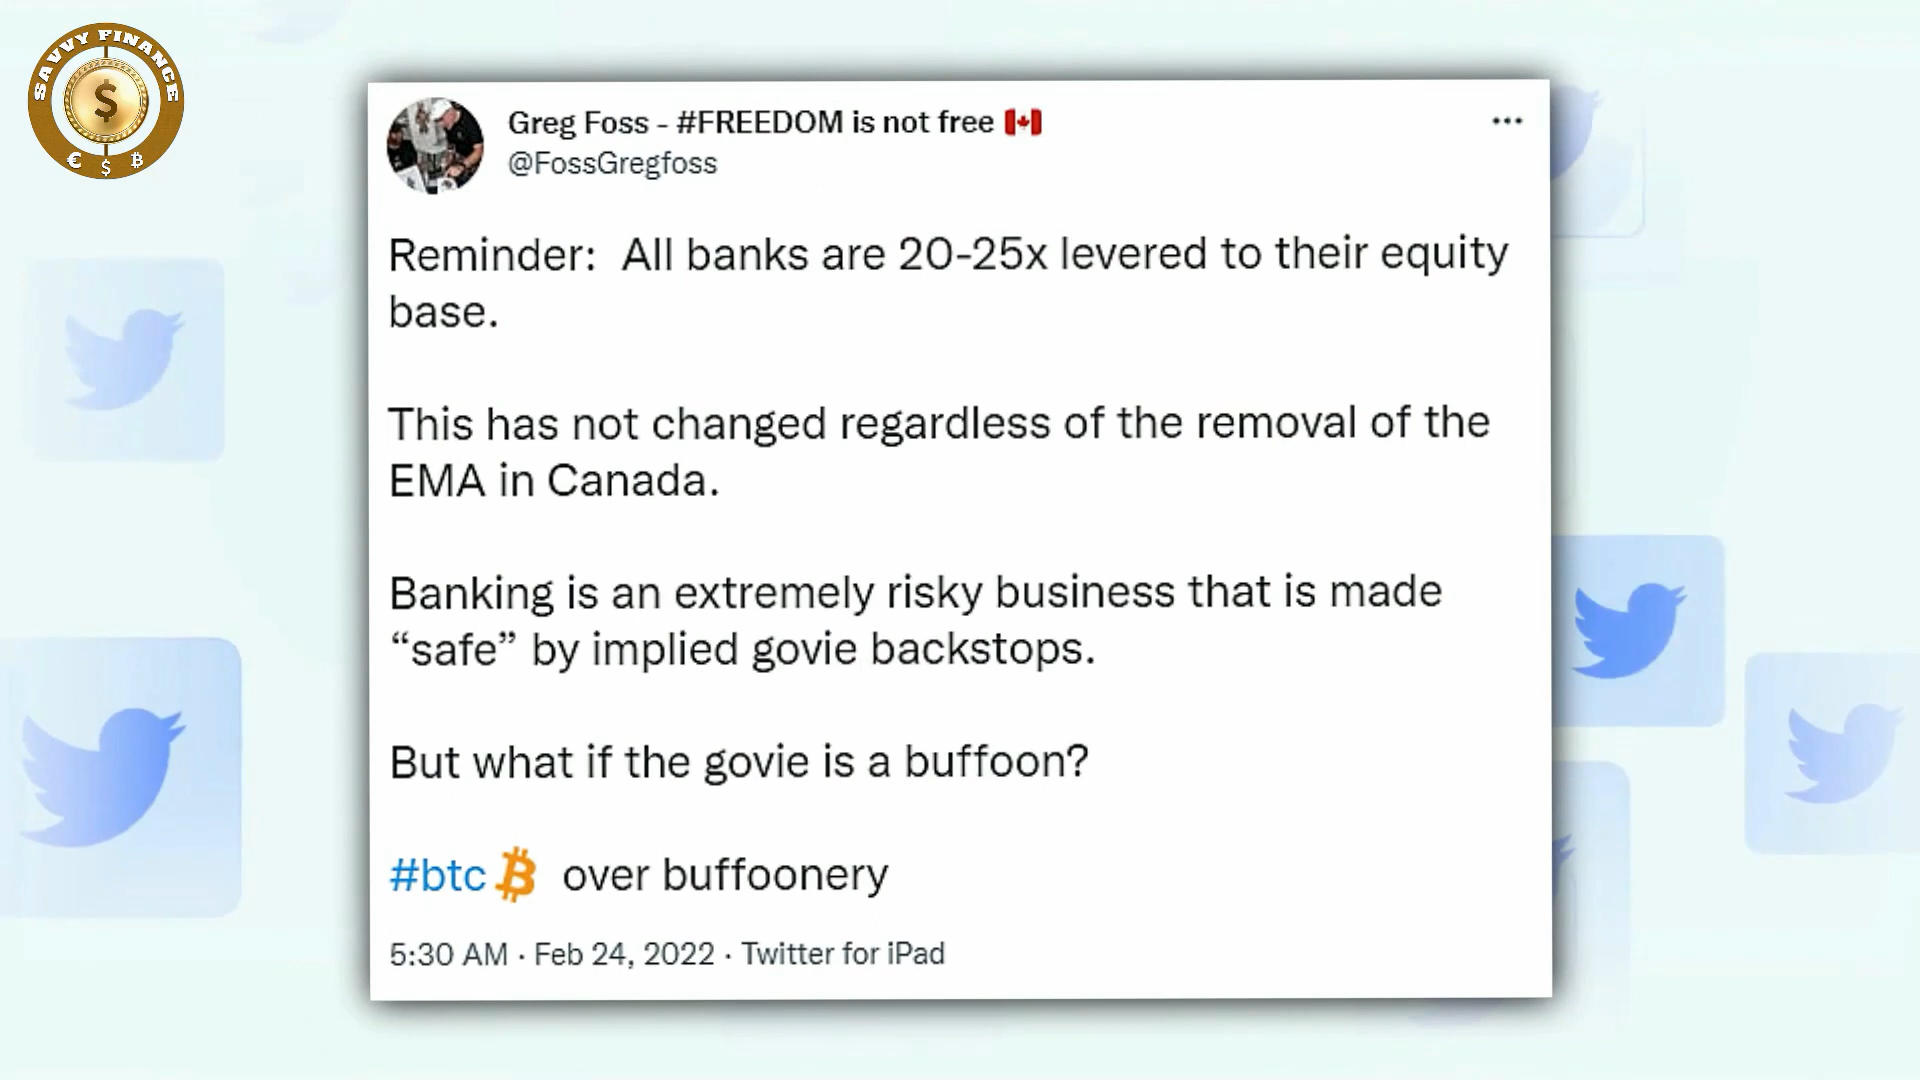 SAVVY FINANCE
$
€ $ ₿
Greg Foss - #FREEDOM is not free 🇨🇦
@FossGregfoss
Reminder:  All banks are 20-25x levered to their equity
base.
This has not changed regardless of the removal of the
EMA in Canada.
Banking is an extremely risky business that is made
“safe” by implied govie backstops.
But what if the govie is a buffoon?
#btc₿ over buffoonery
5:30 AM · Feb 24, 2022 · Twitter for iPad